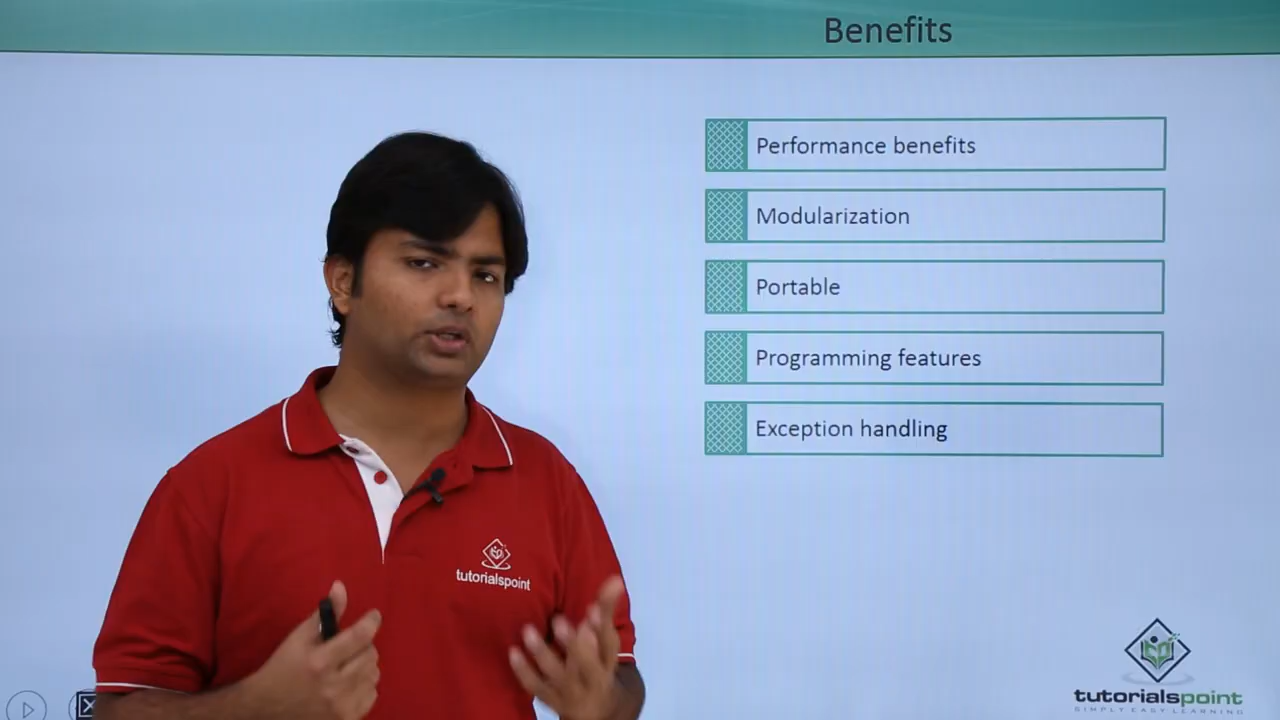 Benefits
Performance benefits
Modularization
Portable
Programming features
Exception handling
tutorialspoint
tutorialspoint
SIMPLY EASY LEARNING